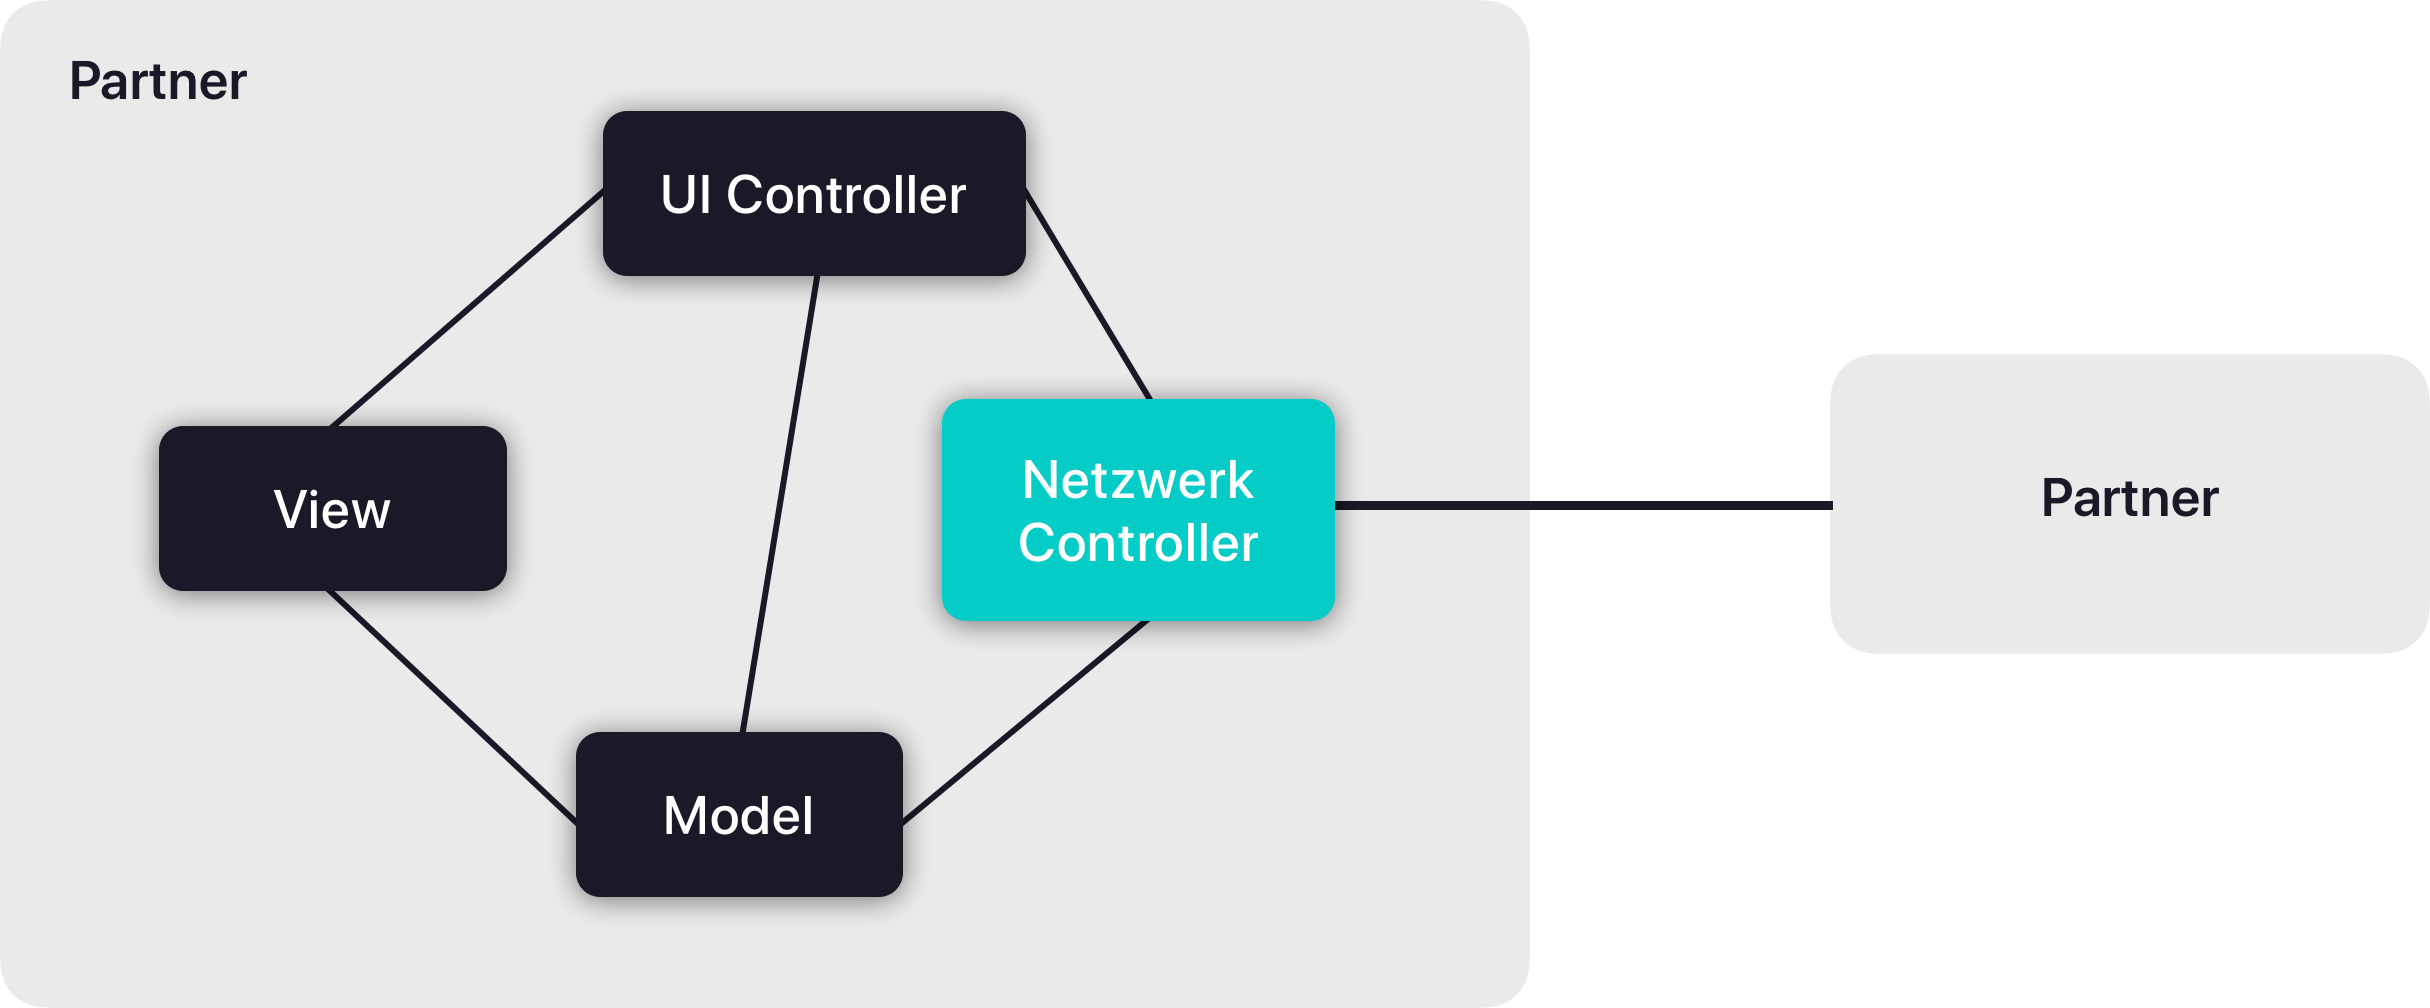 Partner
UI Controller
View
Netzwerk
Controller
Partner
Model